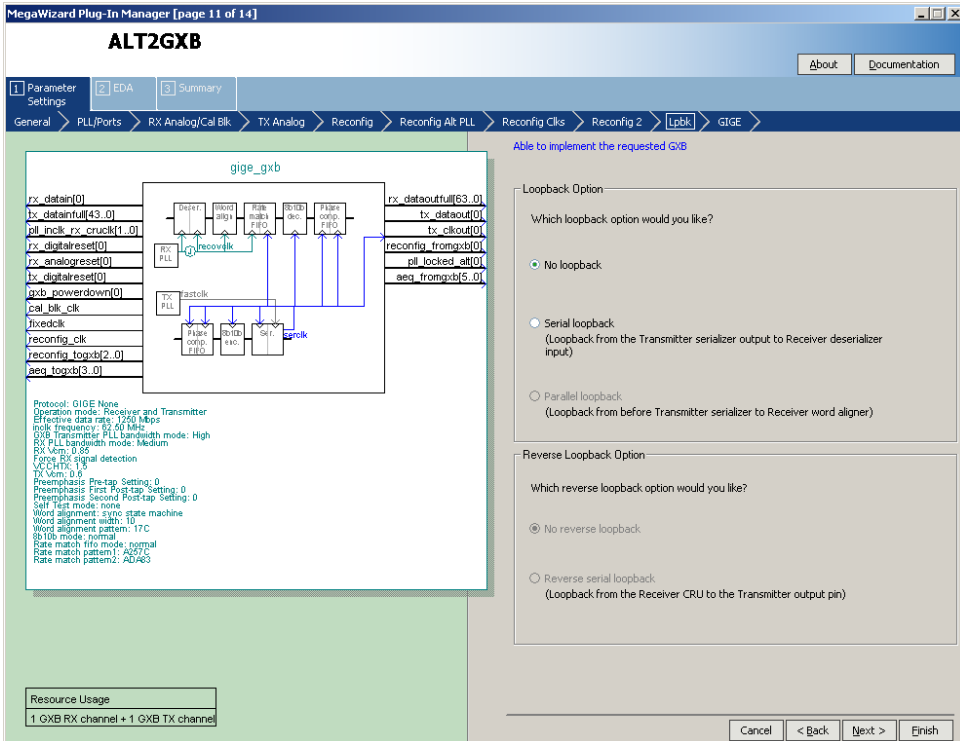 MegaWizard Plug-In Manager [page 11 of 14]
ALT2GXB
About
Documentation
1 Parameter Settings
2 EDA
3 Summary
General
PLL/Ports
RX Analog/Cal Blk
TX Analog
Reconfig
Reconfig Alt PLL
Reconfig Clks
Reconfig 2
Lpbk
GIGE
Able to implement the requested GXB
gige_gxb
rx_datain[0]
tx_datainfull[43..0]
pll_inclk_rx_cruclk[1..0]
rx_digitalreset[0]
rx_analogreset[0]
tx_digitalreset[0]
gxb_powerdown[0]
cal_blk_clk
fixedclk
reconfig_clk
reconfig_togxb[2..0]
aeq_togxb[3..0]
Deser.
Word align
Rate match FIFO
8b10b dec.
Phase comp. FIFO
RX PLL
recovclk
TX PLL
fastclk
Phase comp. FIFO
8b10b enc.
Ser.
serclk
rx_dataoutfull[63..0]
tx_dataout[0]
tx_clkout[0]
reconfig_fromgxb[0]
pll_locked_alt[0]
aeq_fromgxb[5..0]
Protocol: GIGE None
Operation mode: Receiver and Transmitter
Effective data rate: 1250 Mbps
inclk frequency: 62.50 MHz
GXB Transmitter PLL bandwidth mode: High
RX PLL bandwidth mode: Medium
RX Vcm: 0.85
Force RX signal detection
VCCHTX: 1.5
TX Vcm: 0.6
Preemphasis Pre-tap Setting: 0
Preemphasis First Post-tap Setting: 0
Preemphasis Second Post-tap Setting: 0
Self Test mode: none
Word alignment: sync state machine
Word alignment width: 10
Word alignment pattern: 17C
8b10b mode: normal
Rate match fifo mode: normal
Rate match pattern1: A257C
Rate match pattern2: ADA83
Resource Usage
1 GXB RX channel + 1 GXB TX channel
Loopback Option
Which loopback option would you like?
No loopback
Serial loopback
(Loopback from the Transmitter serializer output to Receiver deserializer
input)
Parallel loopback
(Loopback from before Transmitter serializer to Receiver word aligner)
Reverse Loopback Option
Which reverse loopback option would you like?
No reverse loopback
Reverse serial loopback
(Loopback from the Receiver CRU to the Transmitter output pin)
Cancel
< Back
Next >
Finish